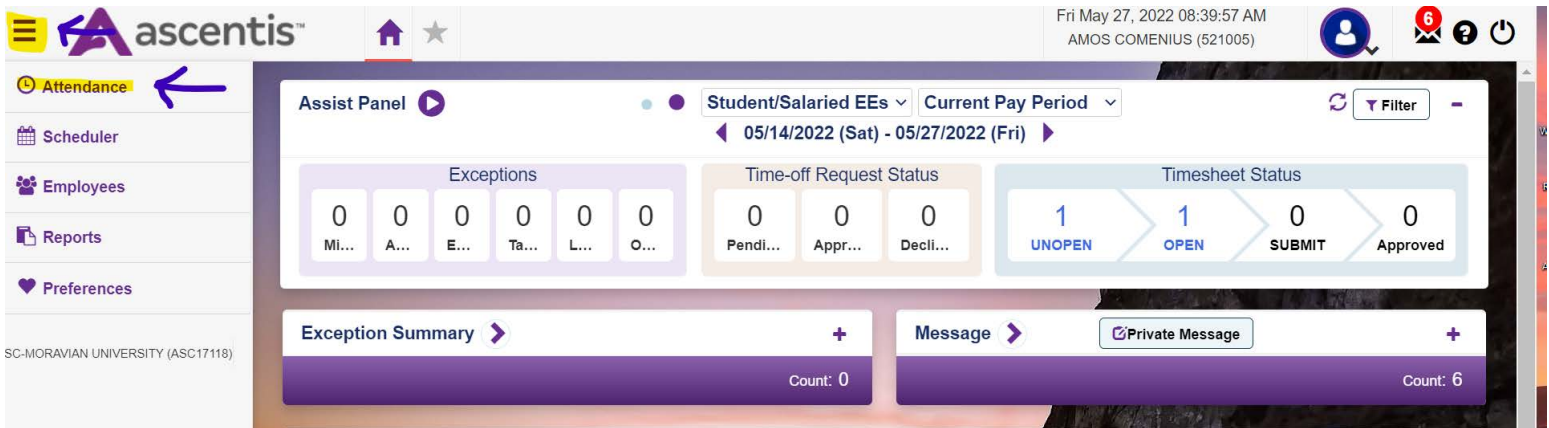 ascentis™
Fri May 27, 2022 08:39:57 AM
AMOS COMENIUS (521005)
6
Attendance
Scheduler
Employees
Reports
Preferences
SC-MORAVIAN UNIVERSITY (ASC17118)
Assist Panel
Student/Salaried EEs
Current Pay Period
Filter
05/14/2022 (Sat) - 05/27/2022 (Fri)
Exceptions
0 0 0 0 0 0
Mi... A... E... Ta... L... O...
Time-off Request Status
0 0 0
Pendi... Appr... Decli...
Timesheet Status
1 1 0 0
UNOPEN OPEN SUBMIT Approved
Exception Summary
Count: 0
Message
Private Message
Count: 6